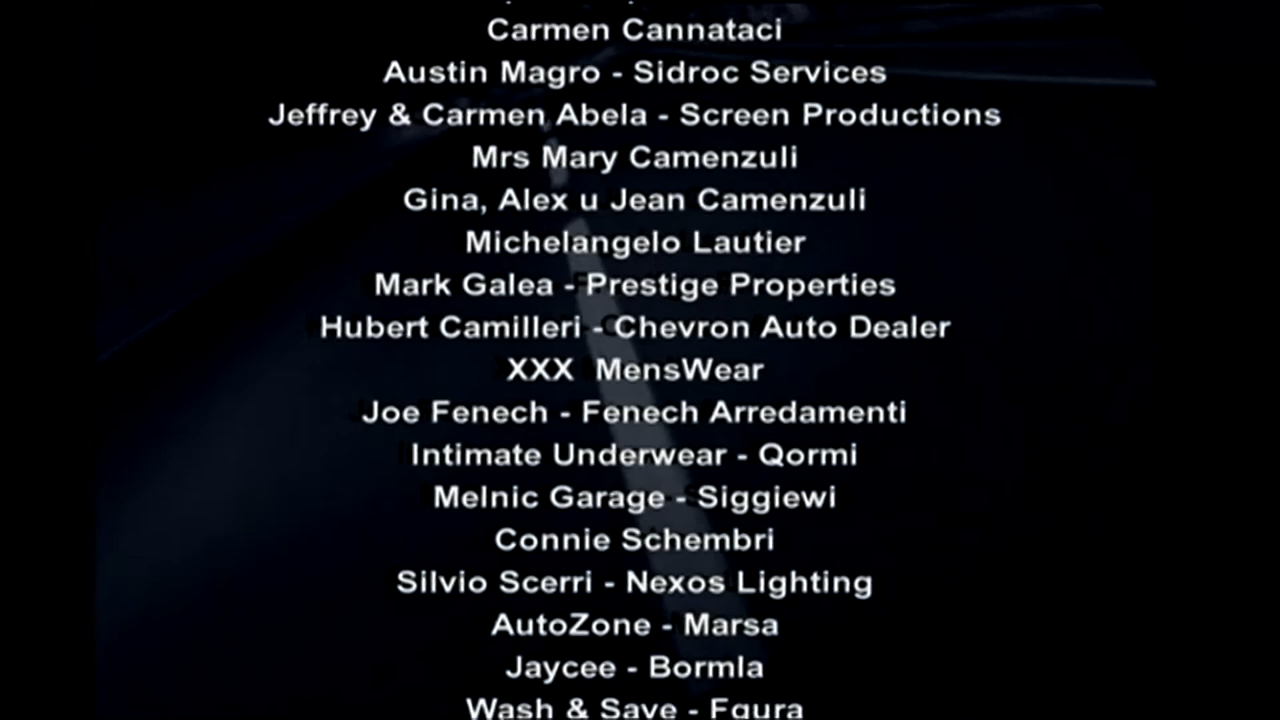 Carmen Cannataci
Austin Magro - Sidroc Services
Jeffrey & Carmen Abela - Screen Productions
Mrs Mary Camenzuli
Gina, Alex u Jean Camenzuli
Michelangelo Lautier
Mark Galea - Prestige Properties
Hubert Camilleri - Chevron Auto Dealer
XXX MensWear
Joe Fenech - Fenech Arredamenti
Intimate Underwear - Qormi
Melnic Garage - Siggiewi
Connie Schembri
Silvio Scerri - Nexos Lighting
AutoZone - Marsa
Jaycee - Bormla
Wash & Save - Fgura